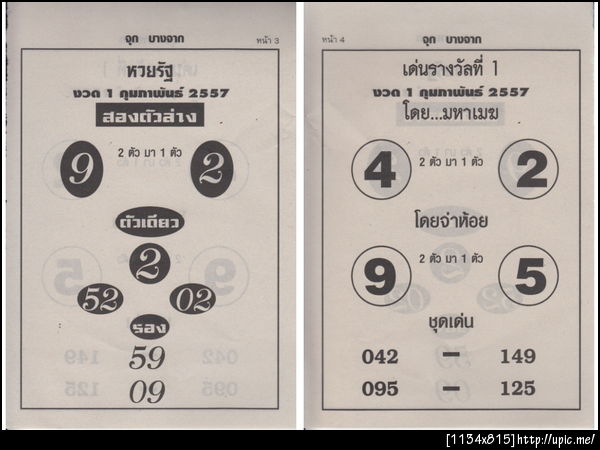 จุก บางจาก
หน้า 3
หวยรัฐ
งวด 1 กุมภาพันธ์ 2557
สองตัวล่าง
9 2 ตัว มา 1 ตัว 2
ตัวเดียว
2
52 02
รอง
59
09
จุก บางจาก
หน้า 4
เด่นรางวัลที่ 1
งวด 1 กุมภาพันธ์ 2557
โดย...มหาเมฆ
4 2 ตัว มา 1 ตัว 2
โดยจ่าห้อย
9 2 ตัว มา 1 ตัว 5
ชุดเด่น
042 – 149
095 – 125
[1134x815]http://upic.me/